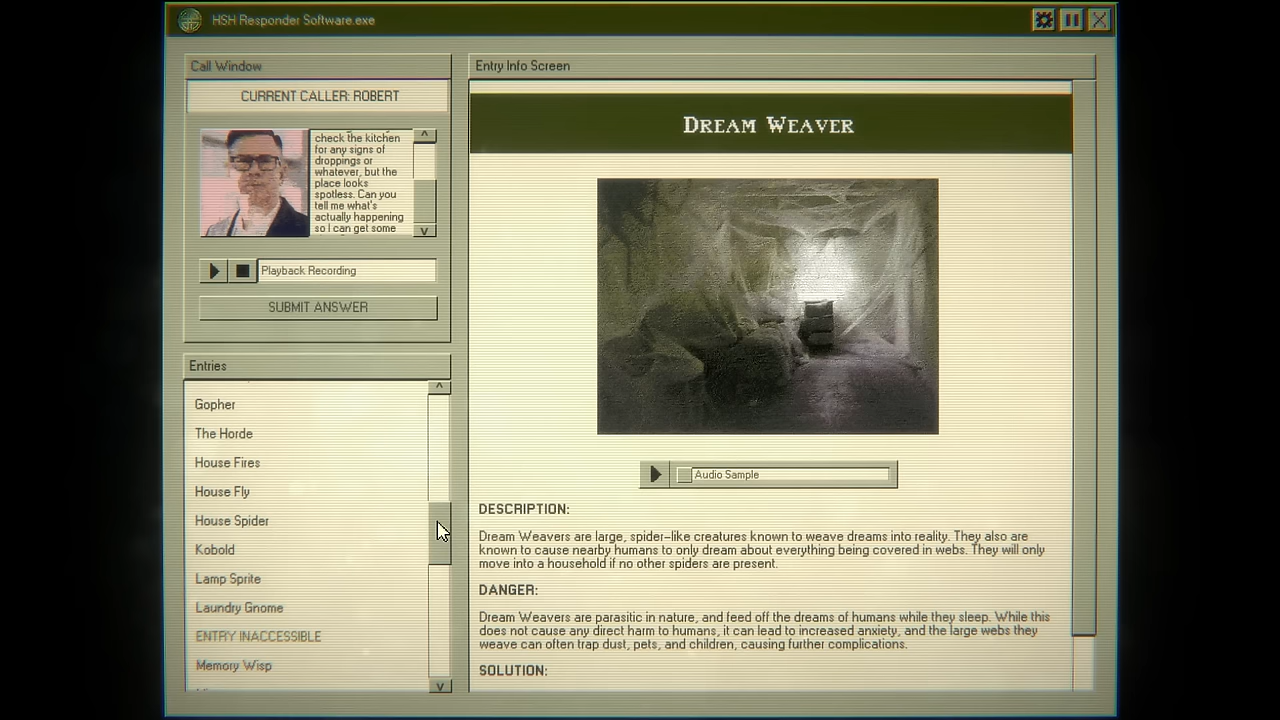 HSH Responder Software.exe
Call Window
CURRENT CALLER: ROBERT
check the kitchen
for any signs of
droppings or
whatever, but the
place looks
spotless. Can you
tell me what's
actually happening
so I can get some
Playback Recording
SUBMIT ANSWER
Entries
Gopher
The Horde
House Fires
House Fly
House Spider
Kobold
Lamp Sprite
Laundry Gnome
ENTRY INACCESSIBLE
Memory Wisp
Entry Info Screen
DREAM WEAVER
Audio Sample
DESCRIPTION:
Dream Weavers are large, spider-like creatures known to weave dreams into reality. They also are
known to cause nearby humans to only dream about everything being covered in webs. They will only
move into a household if no other spiders are present.
DANGER:
Dream Weavers are parasitic in nature, and feed off the dreams of humans while they sleep. While this
does not cause any direct harm to humans, it can lead to increased anxiety, and the large webs they
weave can often trap dust, pets, and children, causing further complications.
SOLUTION: